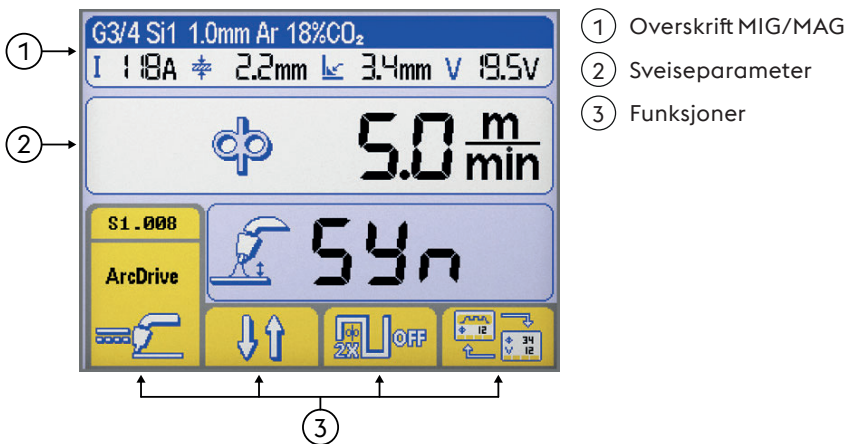 G3/4 Si1 1.0mm Ar 18%CO₂
I 118A 2.2mm 3.4mm V 19.5V
5.0 m/min
S1.008
ArcDrive
Syn
2X OFF
12
34
V 12
1 Overskrift MIG/MAG
2 Sveiseparameter
3 Funksjoner
1
2
3